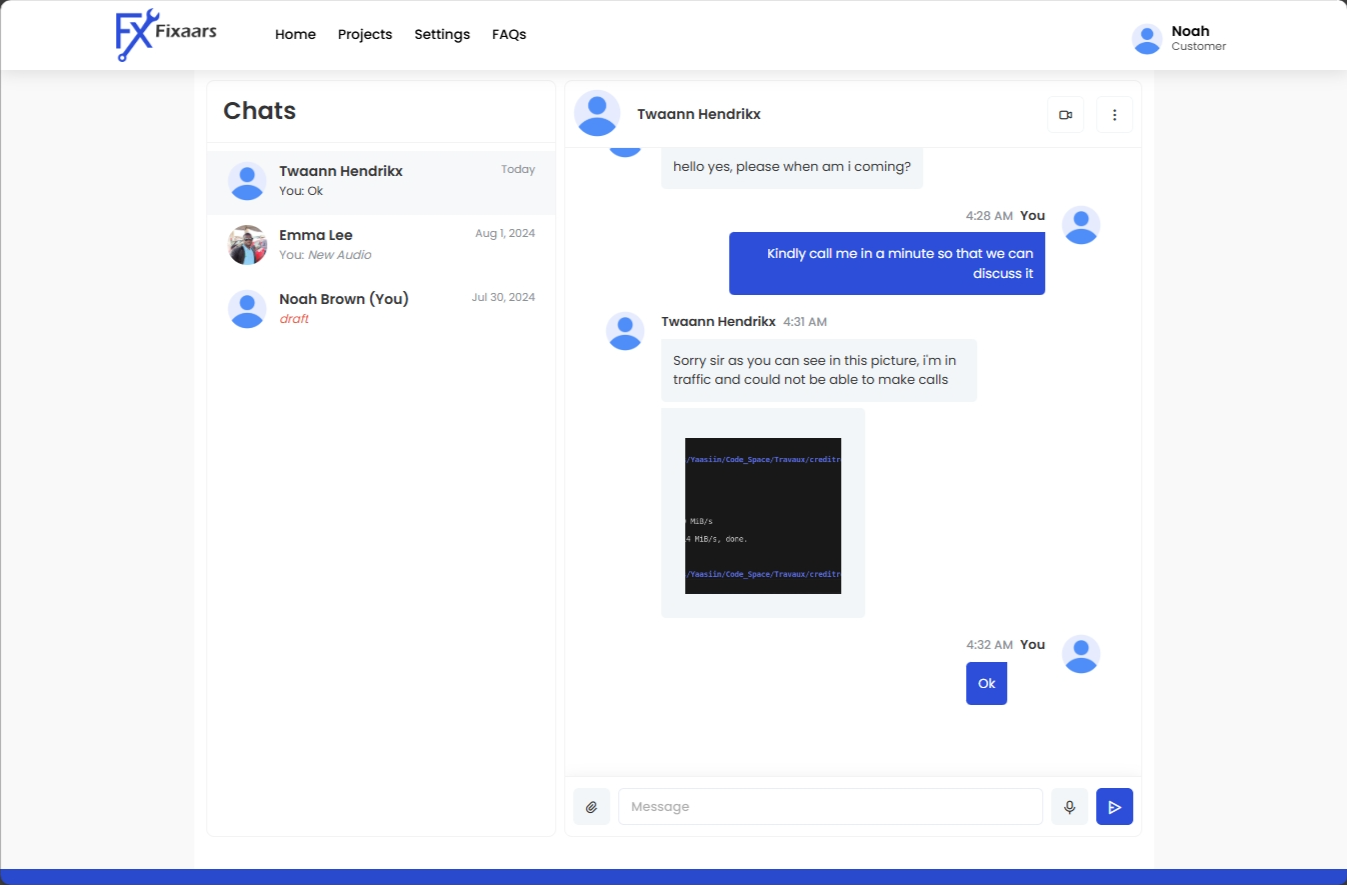 FX Fixaars
Home Projects Settings FAQs
Noah
Customer
Chats
Twaann Hendrikx
Today
You: Ok
Emma Lee
Aug 1, 2024
You: New Audio
Noah Brown (You)
Jul 30, 2024
draft
Twaann Hendrikx
hello yes, please when am i coming?
4:28 AM You
Kindly call me in a minute so that we can
discuss it
Twaann Hendrikx 4:31 AM
Sorry sir as you can see in this picture, i'm in
traffic and could not be able to make calls
/Yaasiin/Code_Space/Travaux/creditr
MiB/s
4 MiB/s, done.
/Yaasiin/Code_Space/Travaux/creditr
4:32 AM You
Ok
Message